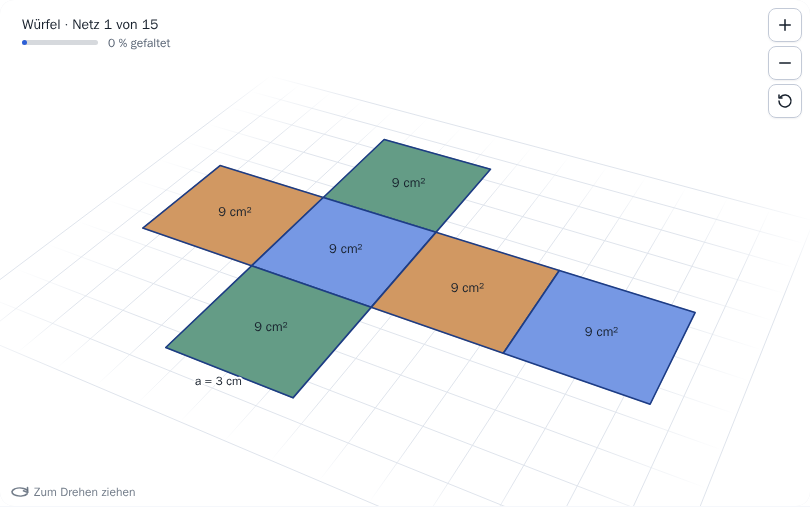 Würfel · Netz 1 von 15
0 % gefaltet
9 cm²
9 cm²
9 cm²
9 cm²
9 cm²
9 cm²
a = 3 cm
Zum Drehen ziehen